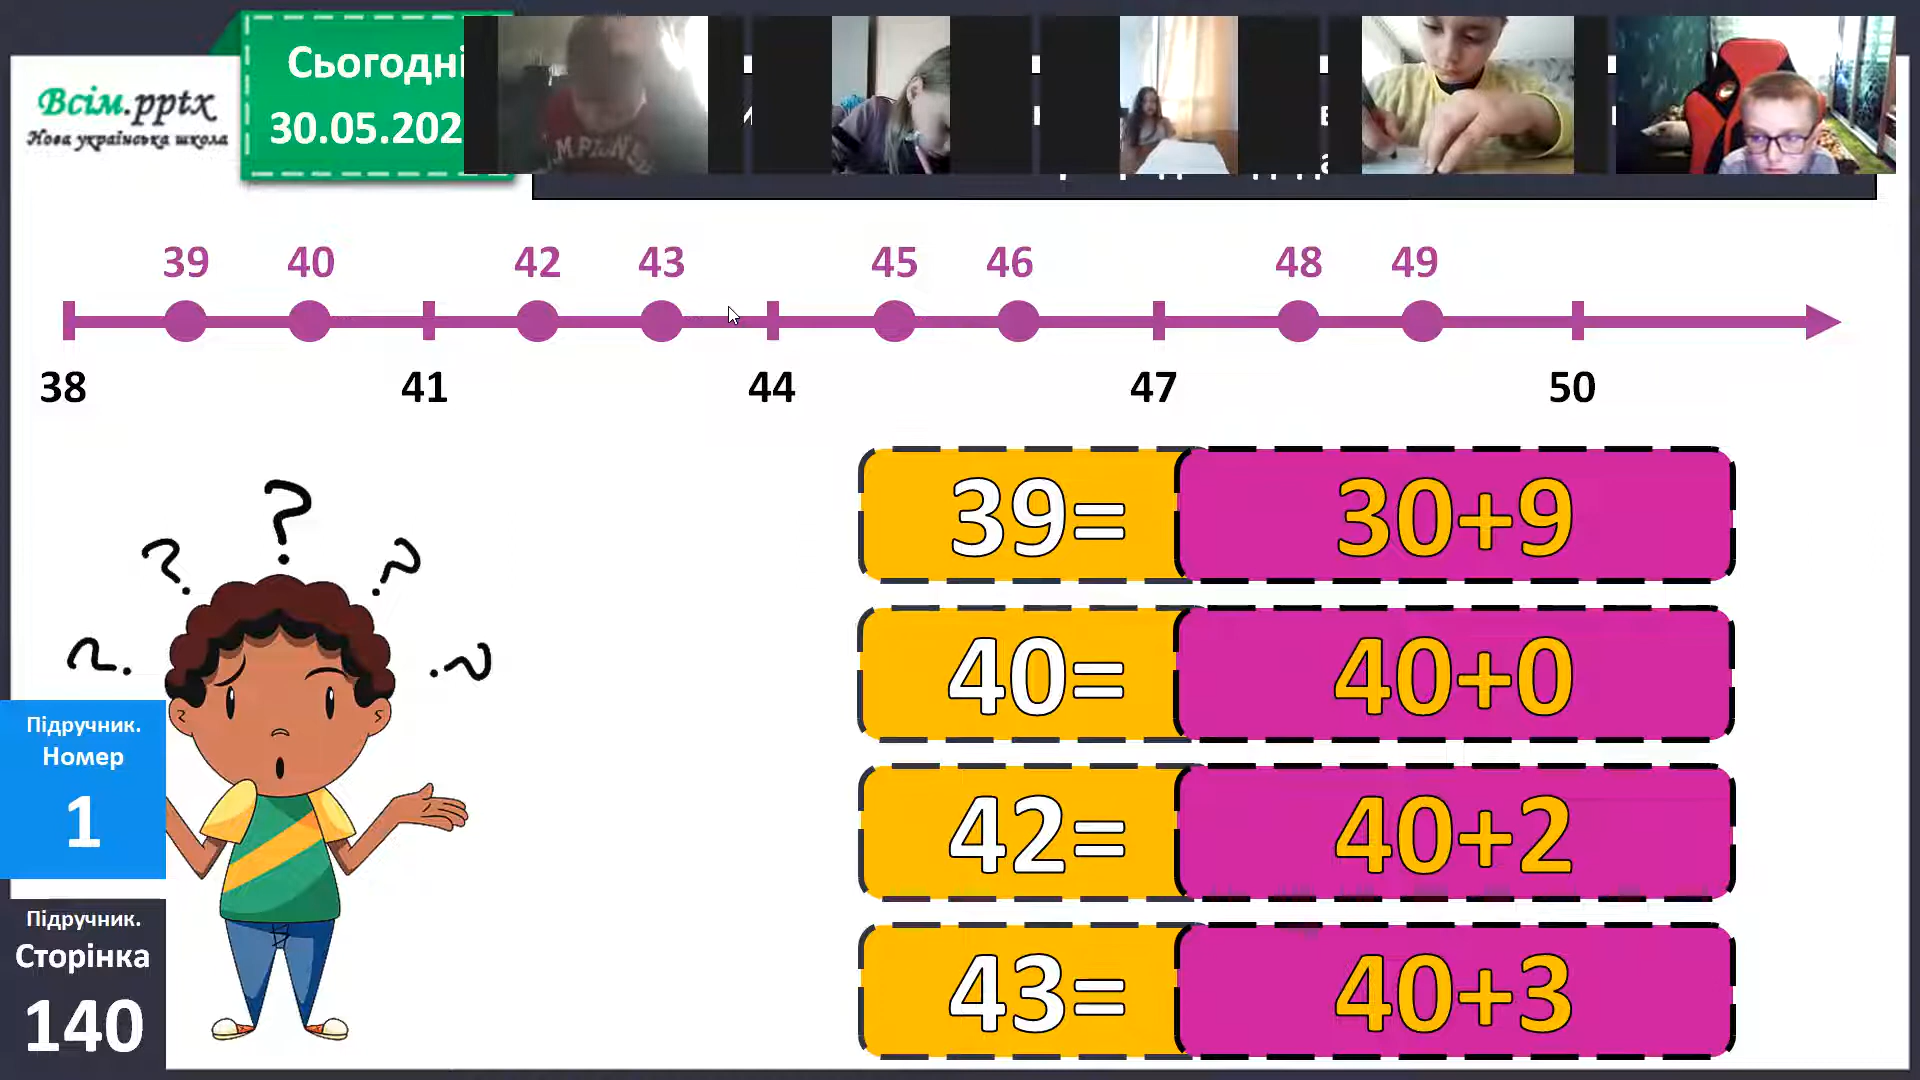 Всім.pptx
Нова українська школа
Сьогодні
30.05.202
39 40 42 43 45 46 48 49
38 41 44 47 50
39= 30+9
40= 40+0
42= 40+2
43= 40+3
Підручник.
Номер
1
Підручник.
Сторінка
140